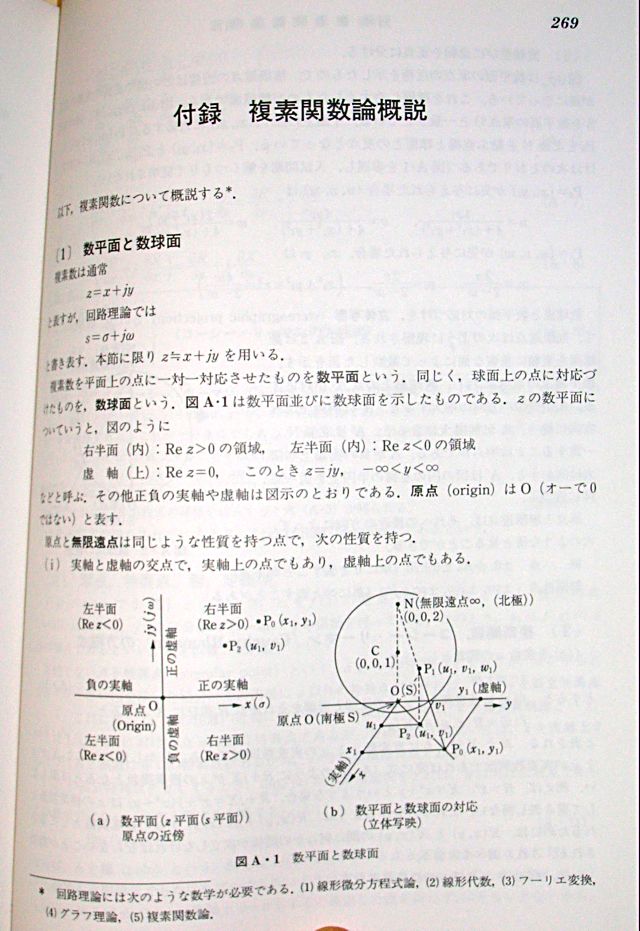 269
付録　複素関数論概説
以下，複素関数について概説する*．
〔1〕 数平面と数球面
複素数は通常
z=x+jy
と表すが，回路理論では
s=σ+jω
と書き表す．本節に限り z≒x+jy を用いる．
複素数を平面上の点に一対一対応させたものを数平面という．同じく，球面上の点に対応づ
けたものを，数球面という．図 A・1 は数平面並びに数球面を示したものである．z の数平面に
ついていうと，図のように
右半面（内）：Re z>0 の領域，　左半面（内）：Re z<0 の領域
虚　軸（上）：Re z=0，　このとき z=jy，　−∞<y<∞
などと呼ぶ．その他正負の実軸や虚軸は図示のとおりである．原点（origin）は O（オーで 0
ではない）と表す．
原点と無限遠点は同じような性質を持つ点で，次の性質を持つ．
(i) 実軸と虚軸の交点で，実軸上の点でもあり，虚軸上の点でもある．
左半面
(Re z<0)
jy (jω)
正の虚軸
右半面
(Re z>0)
P₀ (x₁, y₁)
P₂ (u₁, v₁)
負の実軸
正の実軸
原点 O
(Origin)
x (σ)
左半面
(Re z<0)
負の虚軸
右半面
(Re z>0)
(a) 数平面(z 平面(s 平面))
原点の近傍
N(無限遠点∞, (北極))
(0, 0, 2)
C
(0, 0, 1)
P₁ (u₁, v₁, w₁)
O (S)
y₁ (虚軸)
y
原点 O (南極 S)
v₁
u₁
P₂ (u₁, v₁)
x₁
P₀ (x₁, y₁)
(実軸)
x
(b) 数平面と数球面の対応
(立体写映)
図 A・1 数平面と数球面
* 回路理論には次のような数学が必要である．(1) 線形微分方程式論，(2) 線形代数，(3) フーリエ変換，
(4) グラフ理論，(5) 複素関数論．